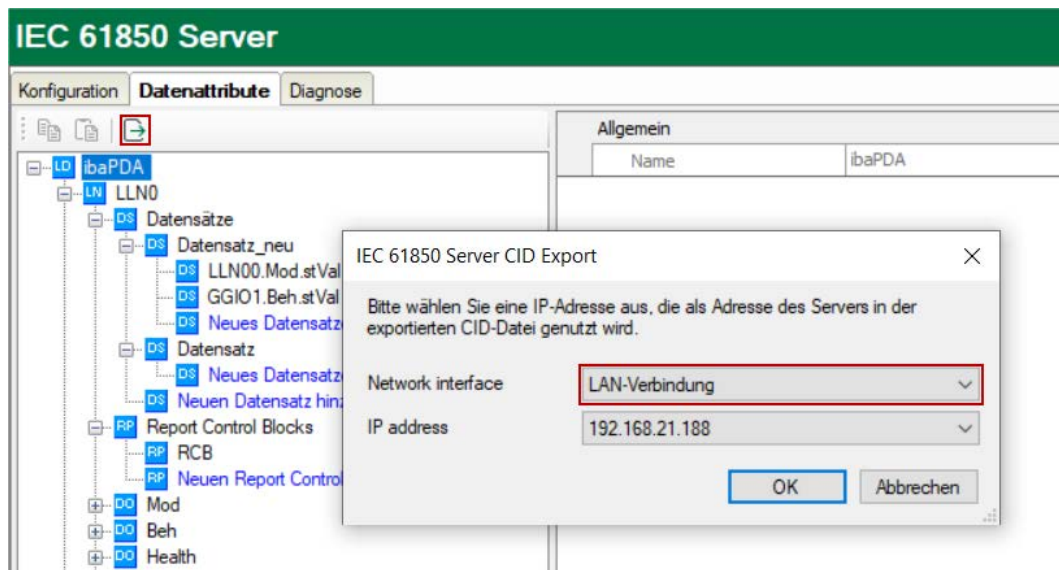 IEC 61850 Server
Konfiguration Datenattribute Diagnose
Allgemein
Name ibaPDA
LD ibaPDA
LN LLN0
DS Datensätze
DS Datensatz_neu
DS LLN00.Mod.stVal
DS GGIO1.Beh.stVal
DS Neues Datensatz
DS Datensatz
DS Neues Datensatz
DS Neuen Datensatz hinz
RP Report Control Blocks
RP RCB
RP Neuen Report Control
DO Mod
DO Beh
DO Health
IEC 61850 Server CID Export
Bitte wählen Sie eine IP-Adresse aus, die als Adresse des Servers in der
exportierten CID-Datei genutzt wird.
Network interface LAN-Verbindung
IP address 192.168.21.188
OK Abbrechen